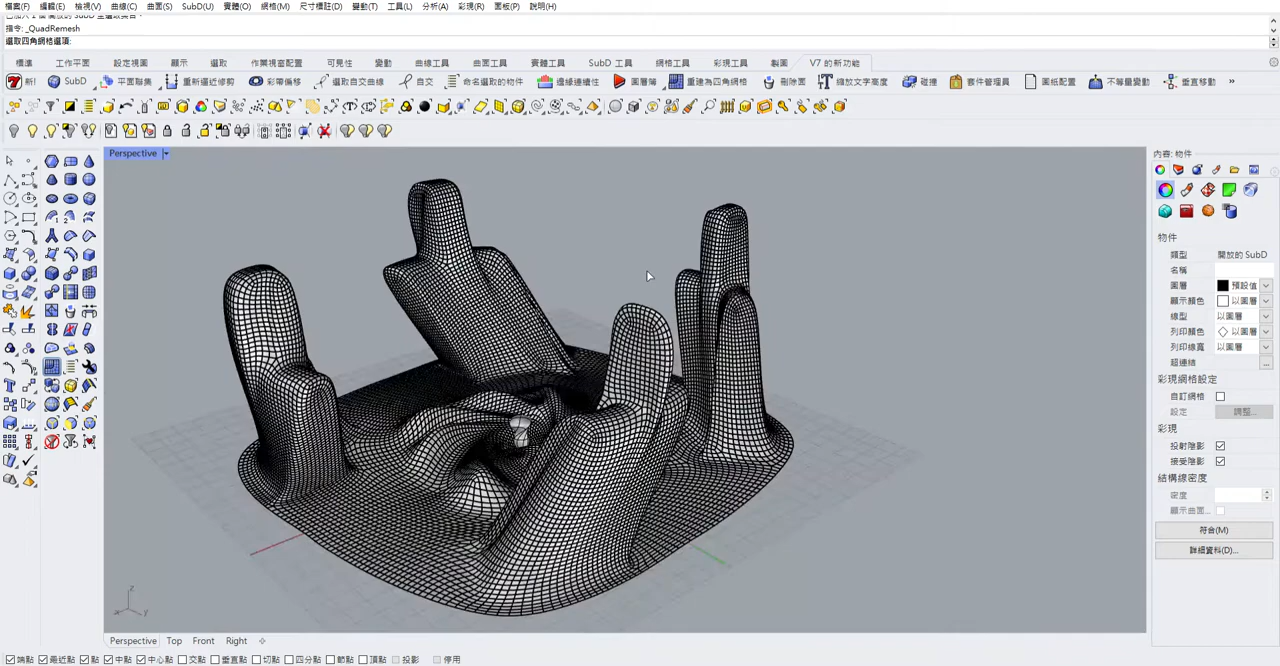 檔案(F) 編輯(E) 檢視(V) 曲線(C) 曲面(S) SubD(U) 實體(O) 網格(M) 尺寸標註(D) 變動(T) 工具(L) 分析(A) 彩現(R) 面板(P) 說明(H)
指令: _QuadRemesh
選取四角網格選項:
標準 工作平面 設定視圖 顯示 選取 作業視窗配置 可見性 變動 曲線工具 曲面工具 實體工具 SubD 工具 網格工具 彩現工具 製圖 V7 的新功能
新! SubD 平面聯集 重新逼近修剪 彩帶偏移 選取自交曲線 自交 命名選取的物件 邊緣連續性 圖層簿 重建為四角網格 刪除面 縮放文字高度 碰撞 套件管理員 圖紙配置 不等量變動 垂直移動 »
Perspective
內容: 物件
物件
類型 開放的 SubD
名稱
圖層 預設值
顯示顏色 以圖層
線型 以圖層
列印顏色 以圖層
列印線寬 以圖層
超連結 ...
彩現網格設定
自訂網格
設定 調整...
彩現
投射陰影
接受陰影
結構線密度
密度
顯示曲面...
符合(M)
詳細資料(D)...
z
x y
Perspective Top Front Right
端點 最近點 點 中點 中心點 交點 垂直點 切點 四分點 節點 頂點 投影 停用